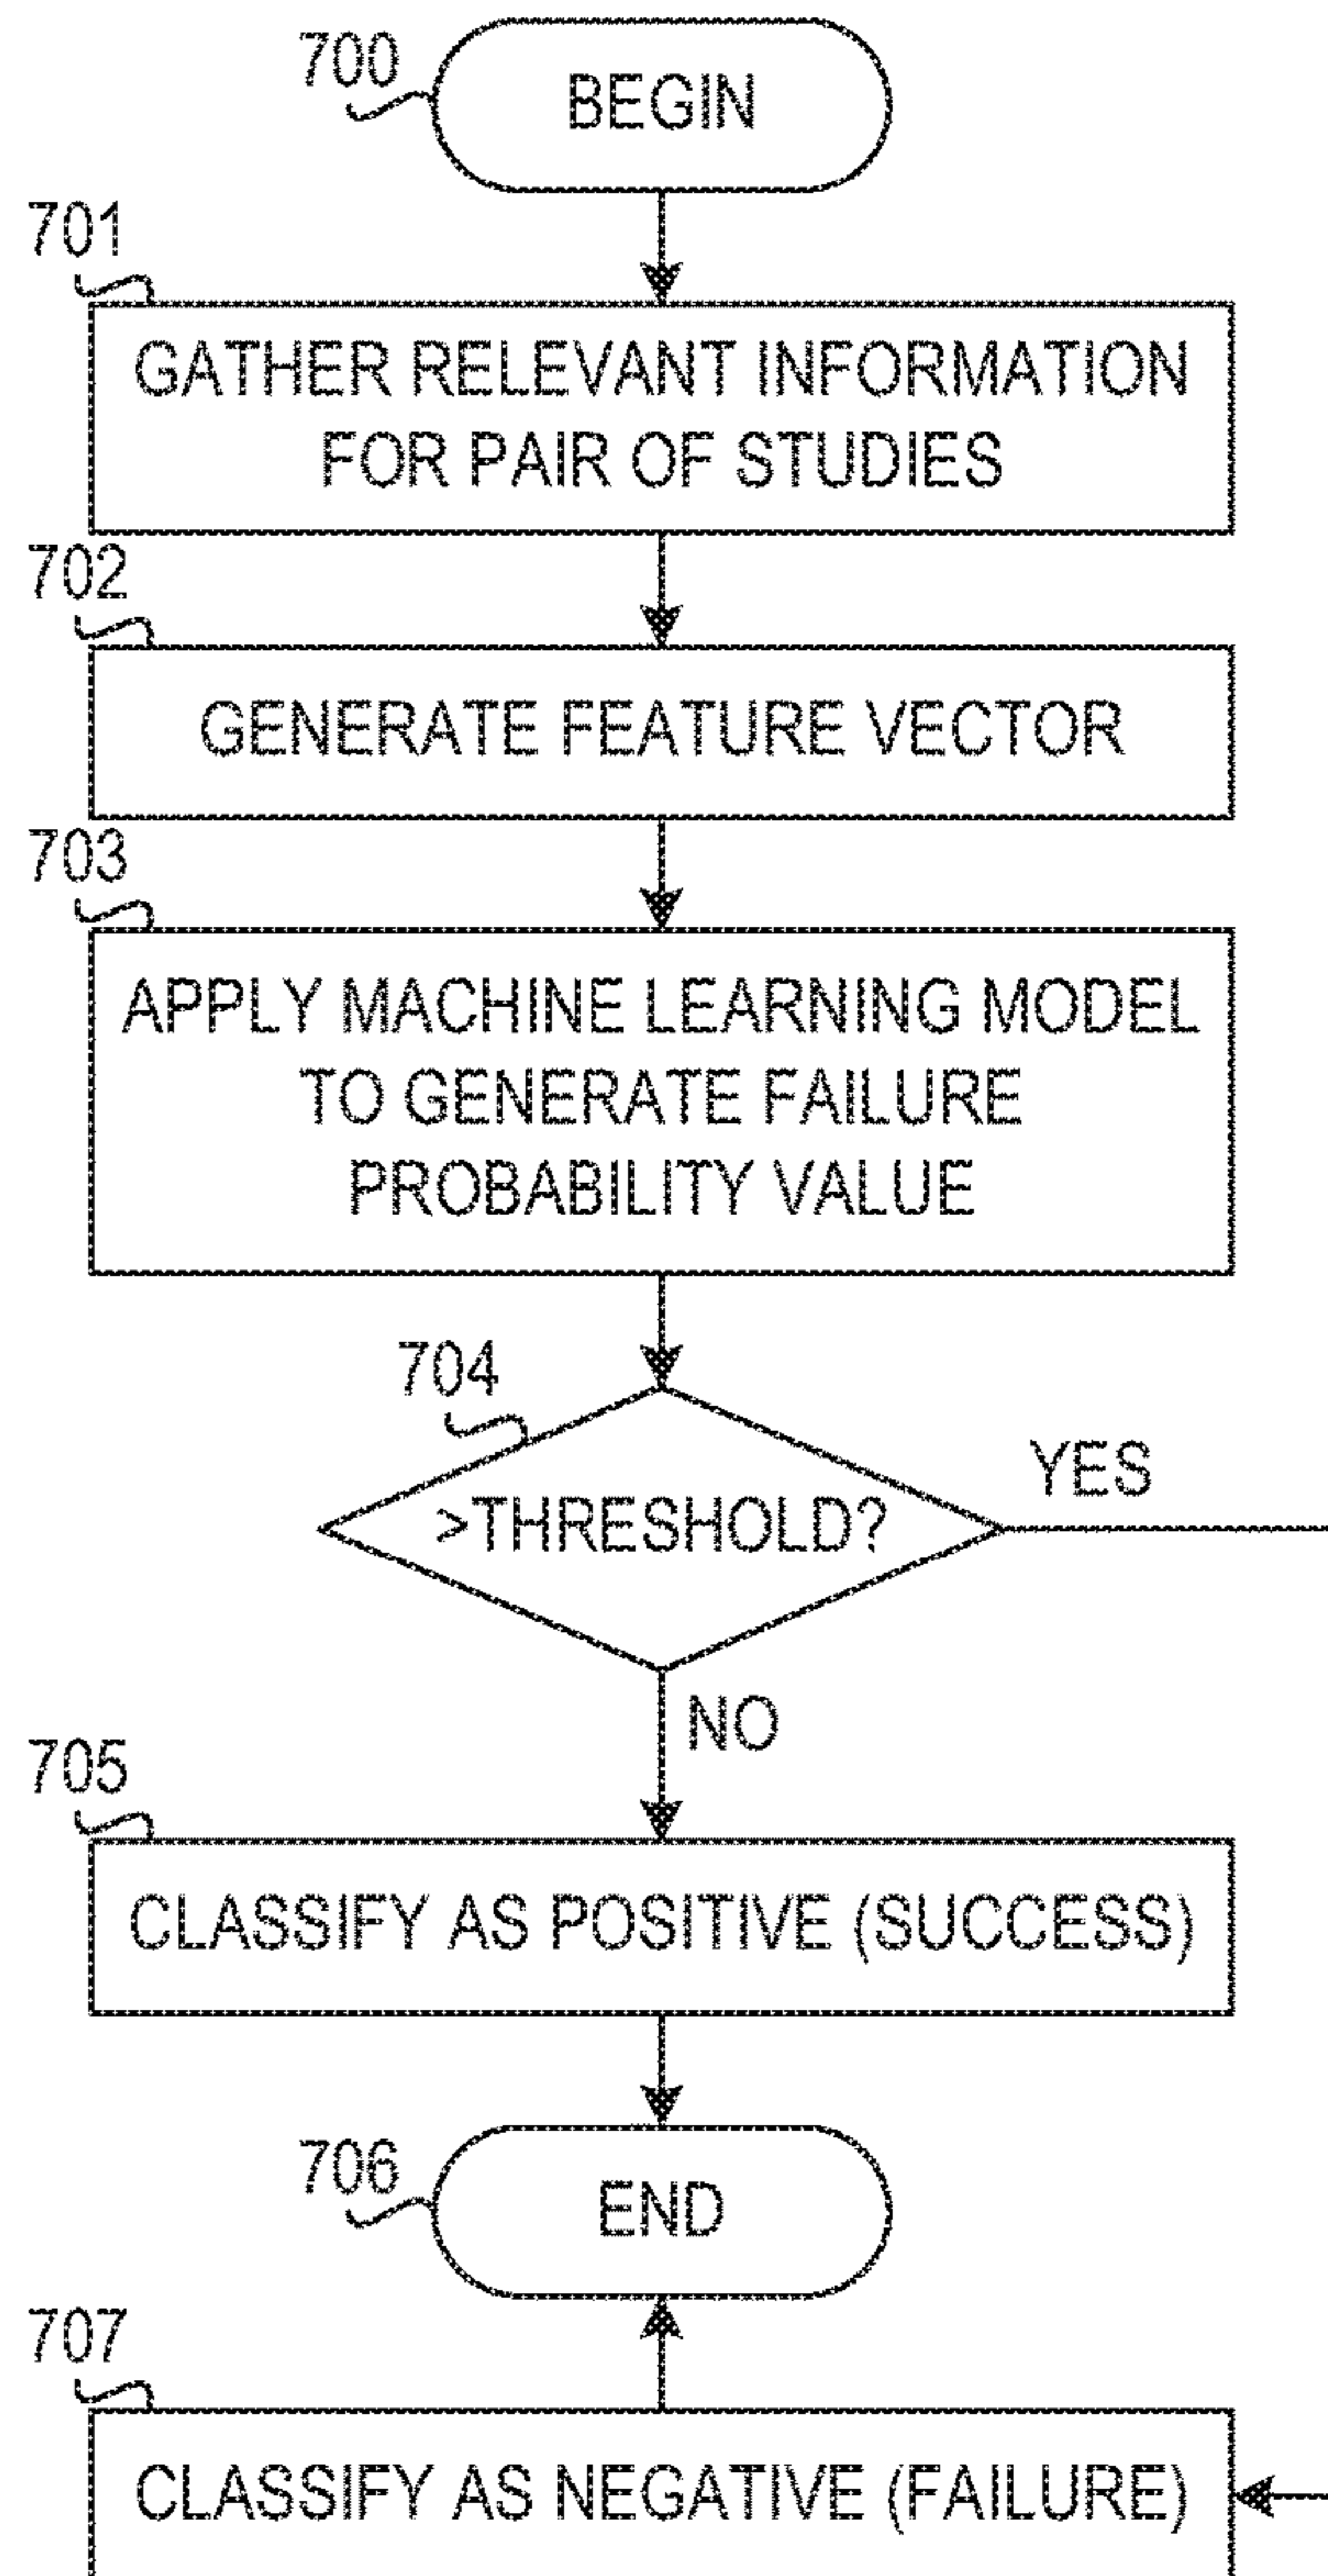 700
BEGIN
701
GATHER RELEVANT INFORMATION
FOR PAIR OF STUDIES
702
GENERATE FEATURE VECTOR
703
APPLY MACHINE LEARNING MODEL
TO GENERATE FAILURE
PROBABILITY VALUE
704
>THRESHOLD?
YES
NO
705
CLASSIFY AS POSITIVE (SUCCESS)
706
END
707
CLASSIFY AS NEGATIVE (FAILURE)